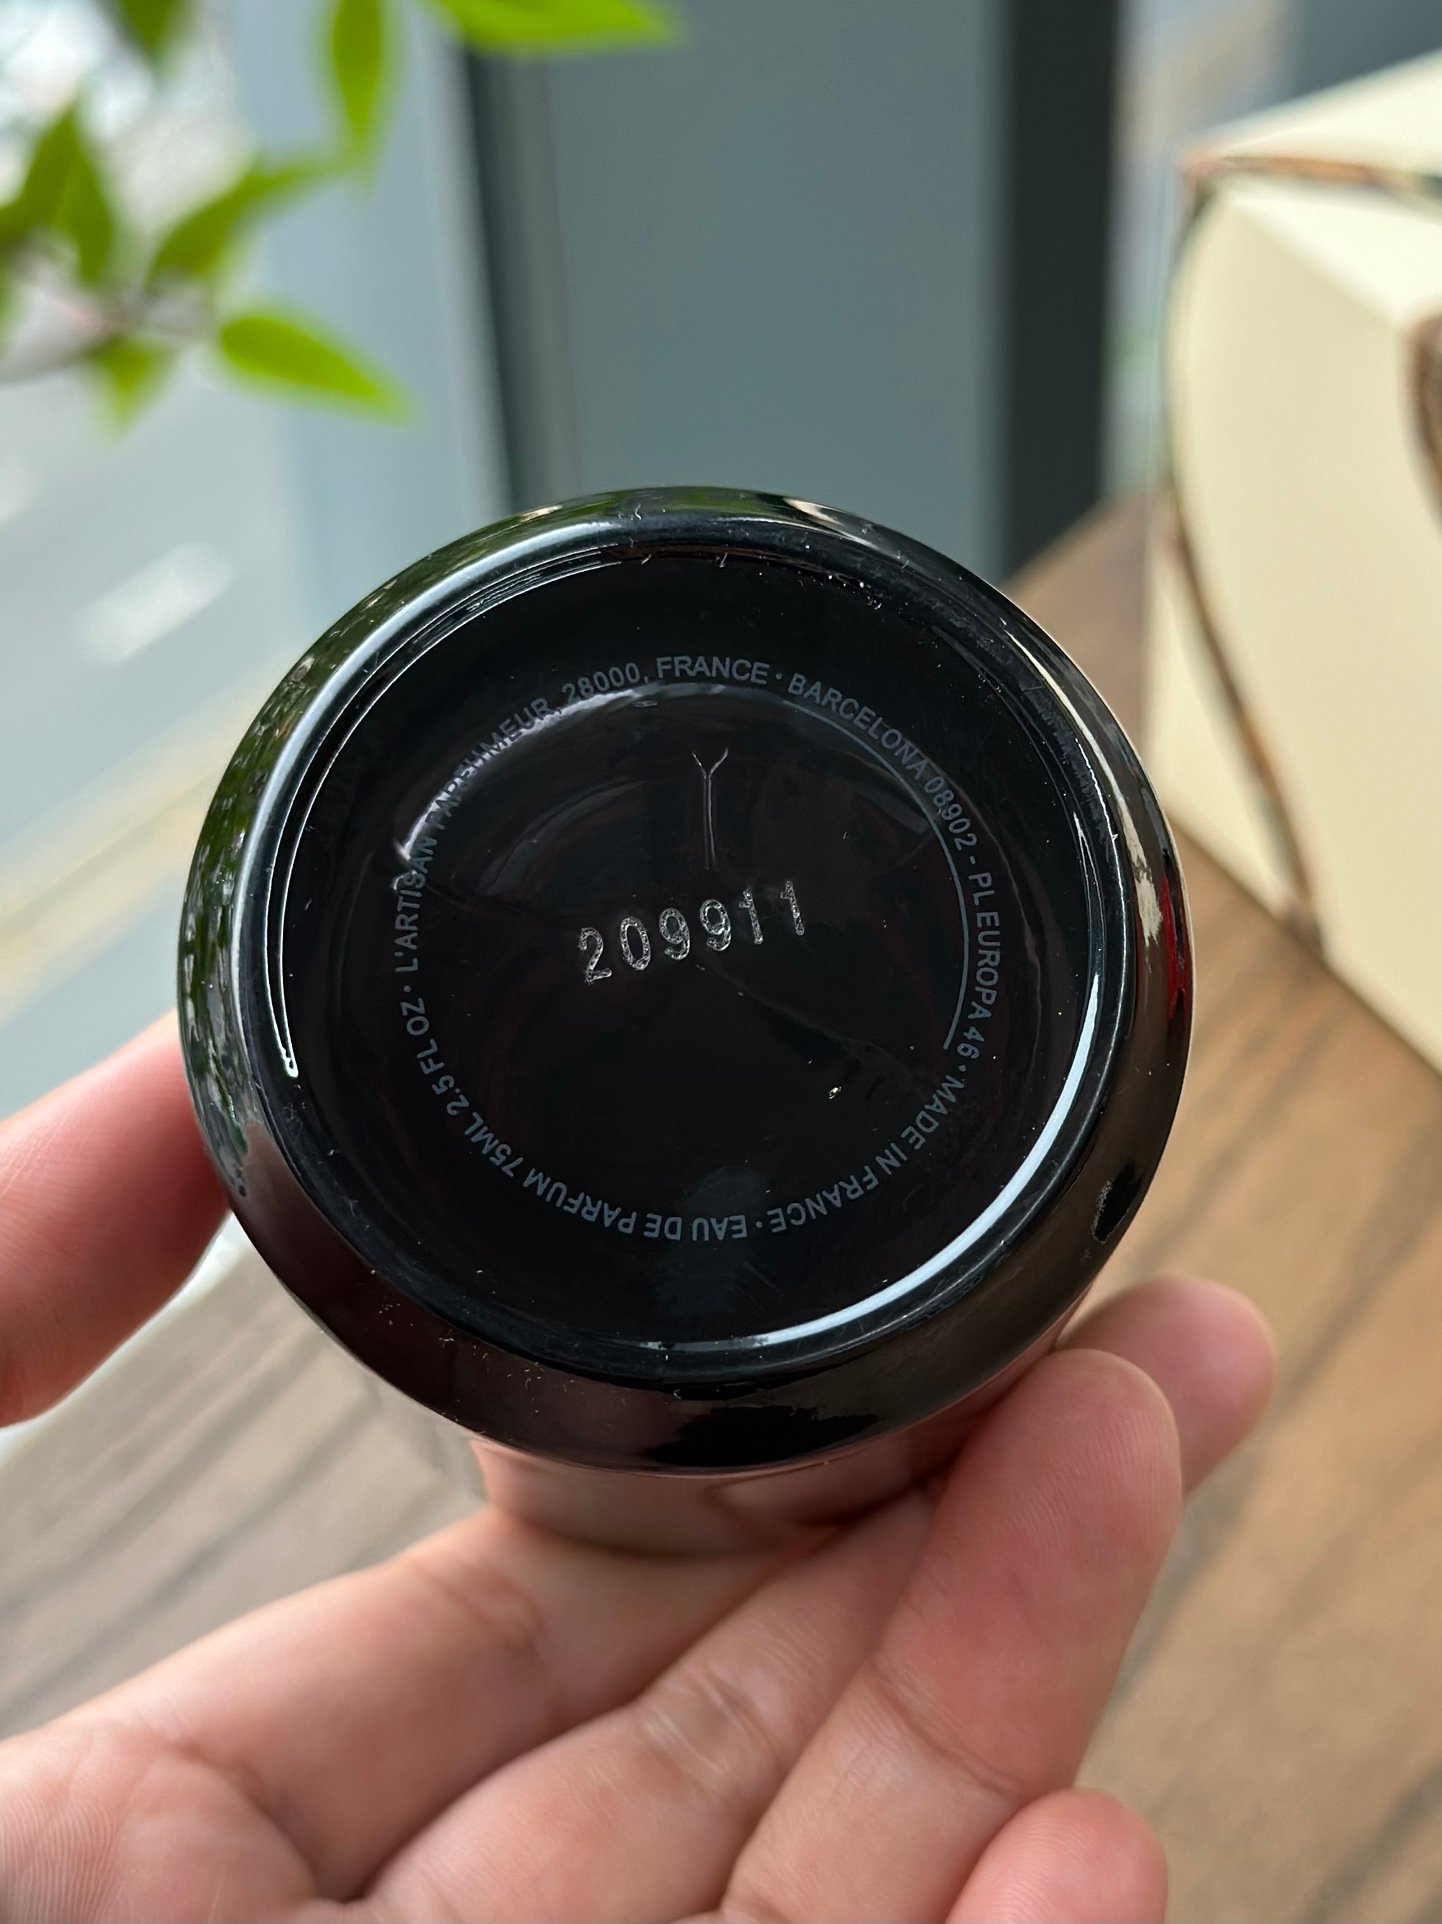 L'ARTISAN PARFUMEUR, 28000, FRANCE · BARCELONA 08902 - PL EUROPA 46 · MADE IN FRANCE · EAU DE PARFUM 75ML 2.5 FL OZ ·
209911